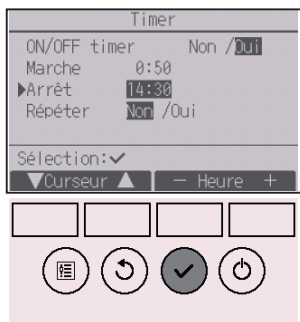 Timer
ON/OFF timer Non /Oui
Marche 0:50
▶Arrêt 14:30
Répéter Non /Oui
Sélection:✓
▼Curseur▲ − Heure +